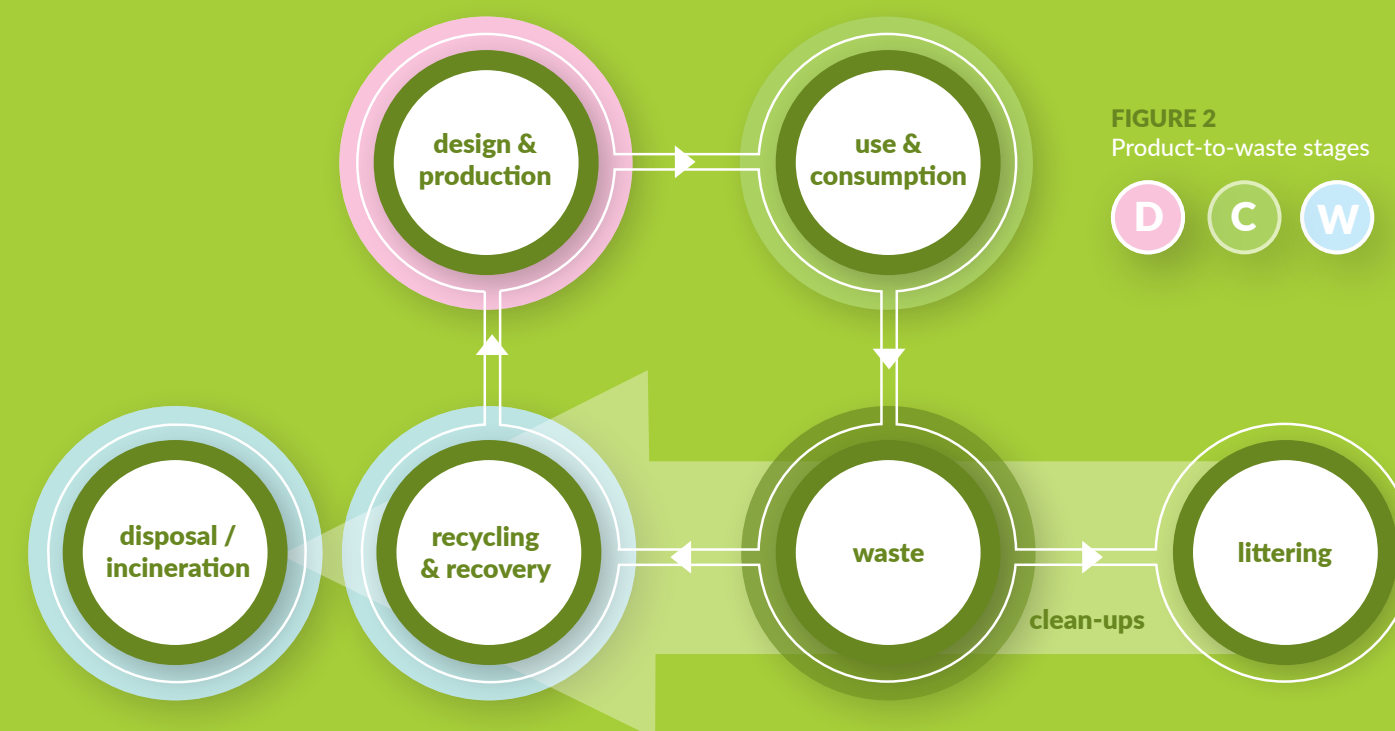 design &
production
use &
consumption
FIGURE 2
Product-to-waste stages
D C W
disposal /
incineration
recycling
& recovery
waste
littering
clean-ups